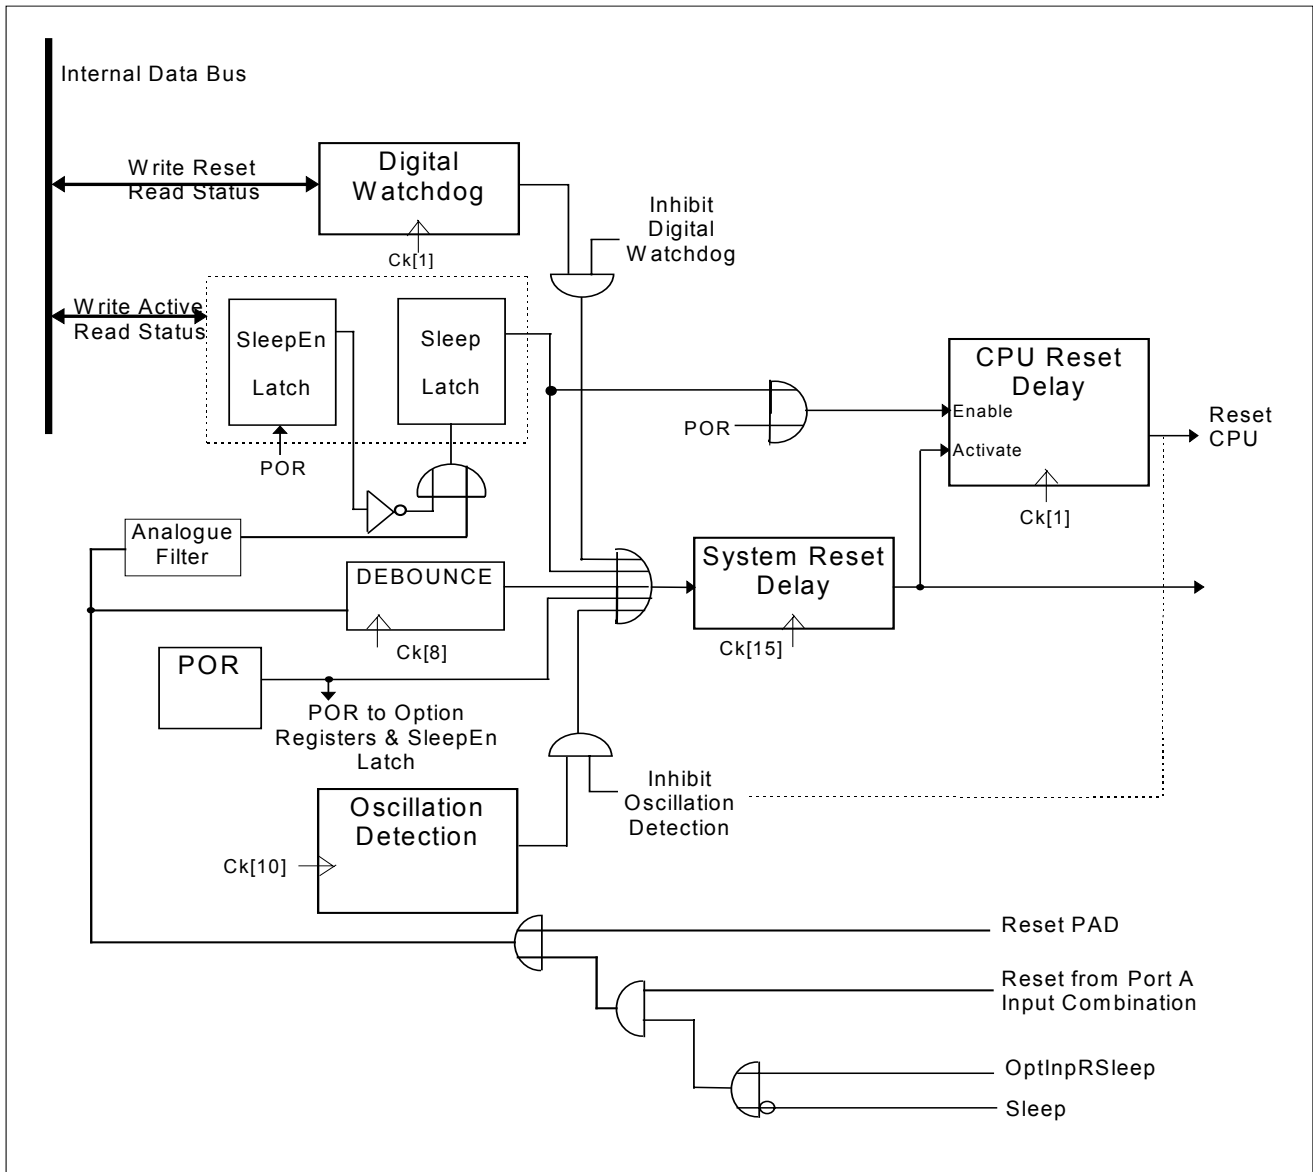 Internal Data Bus
Write Reset
Read Status
Digital
Watchdog
Ck[1]
Inhibit
Digital
Watchdog
Write Active
Read Status
SleepEn
Latch
Sleep
Latch
POR
POR
CPU Reset
Delay
Enable
Activate
Ck[1]
Reset
CPU
Analogue
Filter
DEBOUNCE
Ck[8]
System Reset
Delay
Ck[15]
POR
POR to Option
Registers & SleepEn
Latch
Inhibit
Oscillation
Detection
Oscillation
Detection
Ck[10]
Reset PAD
Reset from Port A
Input Combination
OptInpRSleep
Sleep